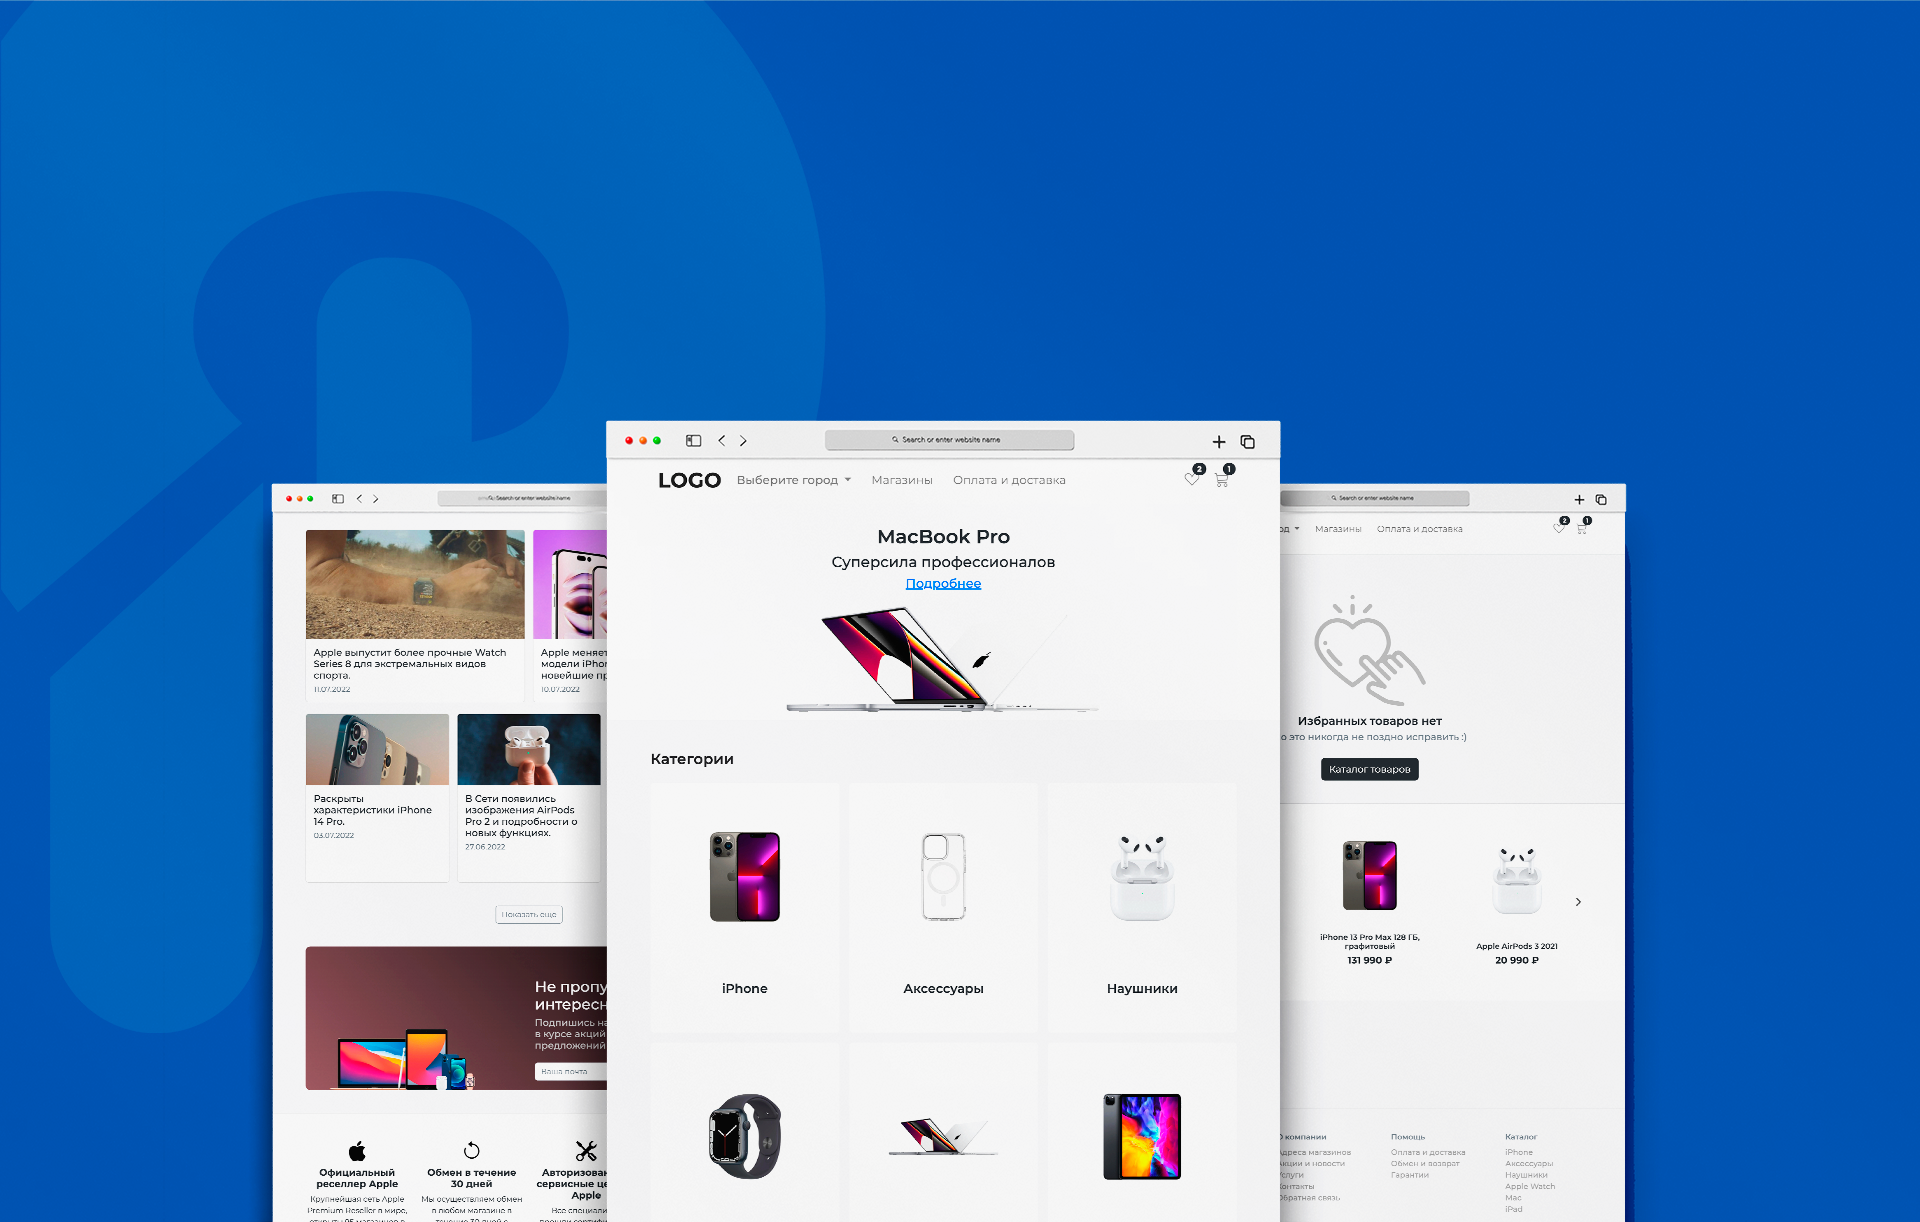 Search or enter website name
LOGO
Выберите город
Магазины
Оплата и доставка
2
1
MacBook Pro
Суперсила профессионалов
Подробнее
Категории
iPhone
Аксессуары
Наушники
Search or enter website name
Apple выпустит более прочные Watch
Series 8 для экстремальных видов
спорта.
11.07.2022
Apple меняет
модели iPhon
новейшие пр
10.07.2022
Раскрыты
характеристики iPhone
14 Pro.
03.07.2022
В Сети появились
изображения AirPods
Pro 2 и подробности о
новых функциях.
27.06.2022
Показать еще
Не пропу
интересн
Подпишись на
в курсе акций
предложений
Ваша почта
Официальный
реселлер Apple
Крупнейшая сеть Apple
Premium Reseller в мире,
Обмен в течение
30 дней
Мы осуществляем обмен
в любом магазине в
Авторизован
сервисные це
Apple
Все специали
Search or enter website name
Магазины
Оплата и доставка
2
1
Избранных товаров нет
о это никогда не поздно исправить :)
Каталог товаров
iPhone 13 Pro Max 128 ГБ,
графитовый
131 990 ₽
Apple AirPods 3 2021
20 990 ₽
О компании
Адреса магазинов
Акции и новости
Услуги
Контакты
Обратная связь
Помощь
Оплата и доставка
Обмен и возврат
Гарантии
Каталог
iPhone
Аксессуары
Наушники
Apple Watch
Mac
iPad